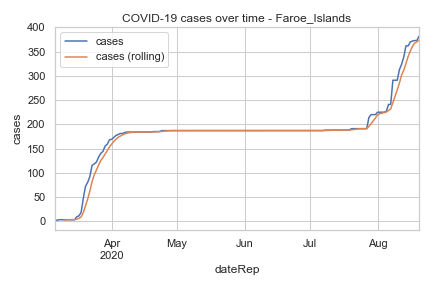 COVID-19 cases over time - Faroe_Islands
cases
cases (rolling)
400
350
300
250
200
150
100
50
0
cases
Apr
2020
May
Jun
Jul
Aug
dateRep